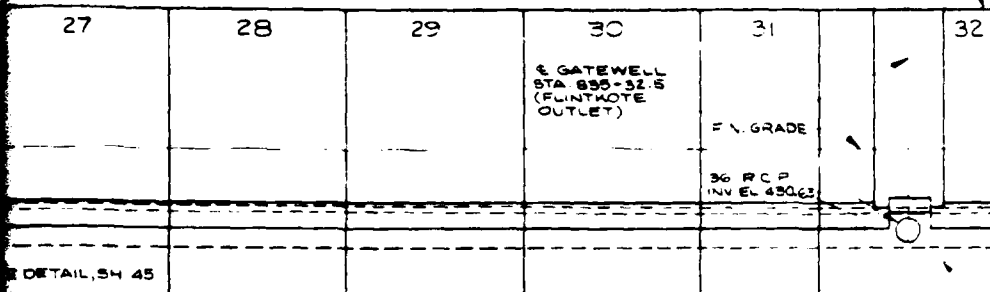 27 28 29 30 31 32
℄ GATEWELL
STA. 835+32.5
(FLINTKOTE
OUTLET)
FIN. GRADE
36 RCP
INV EL 430.63
DETAIL, SH 45